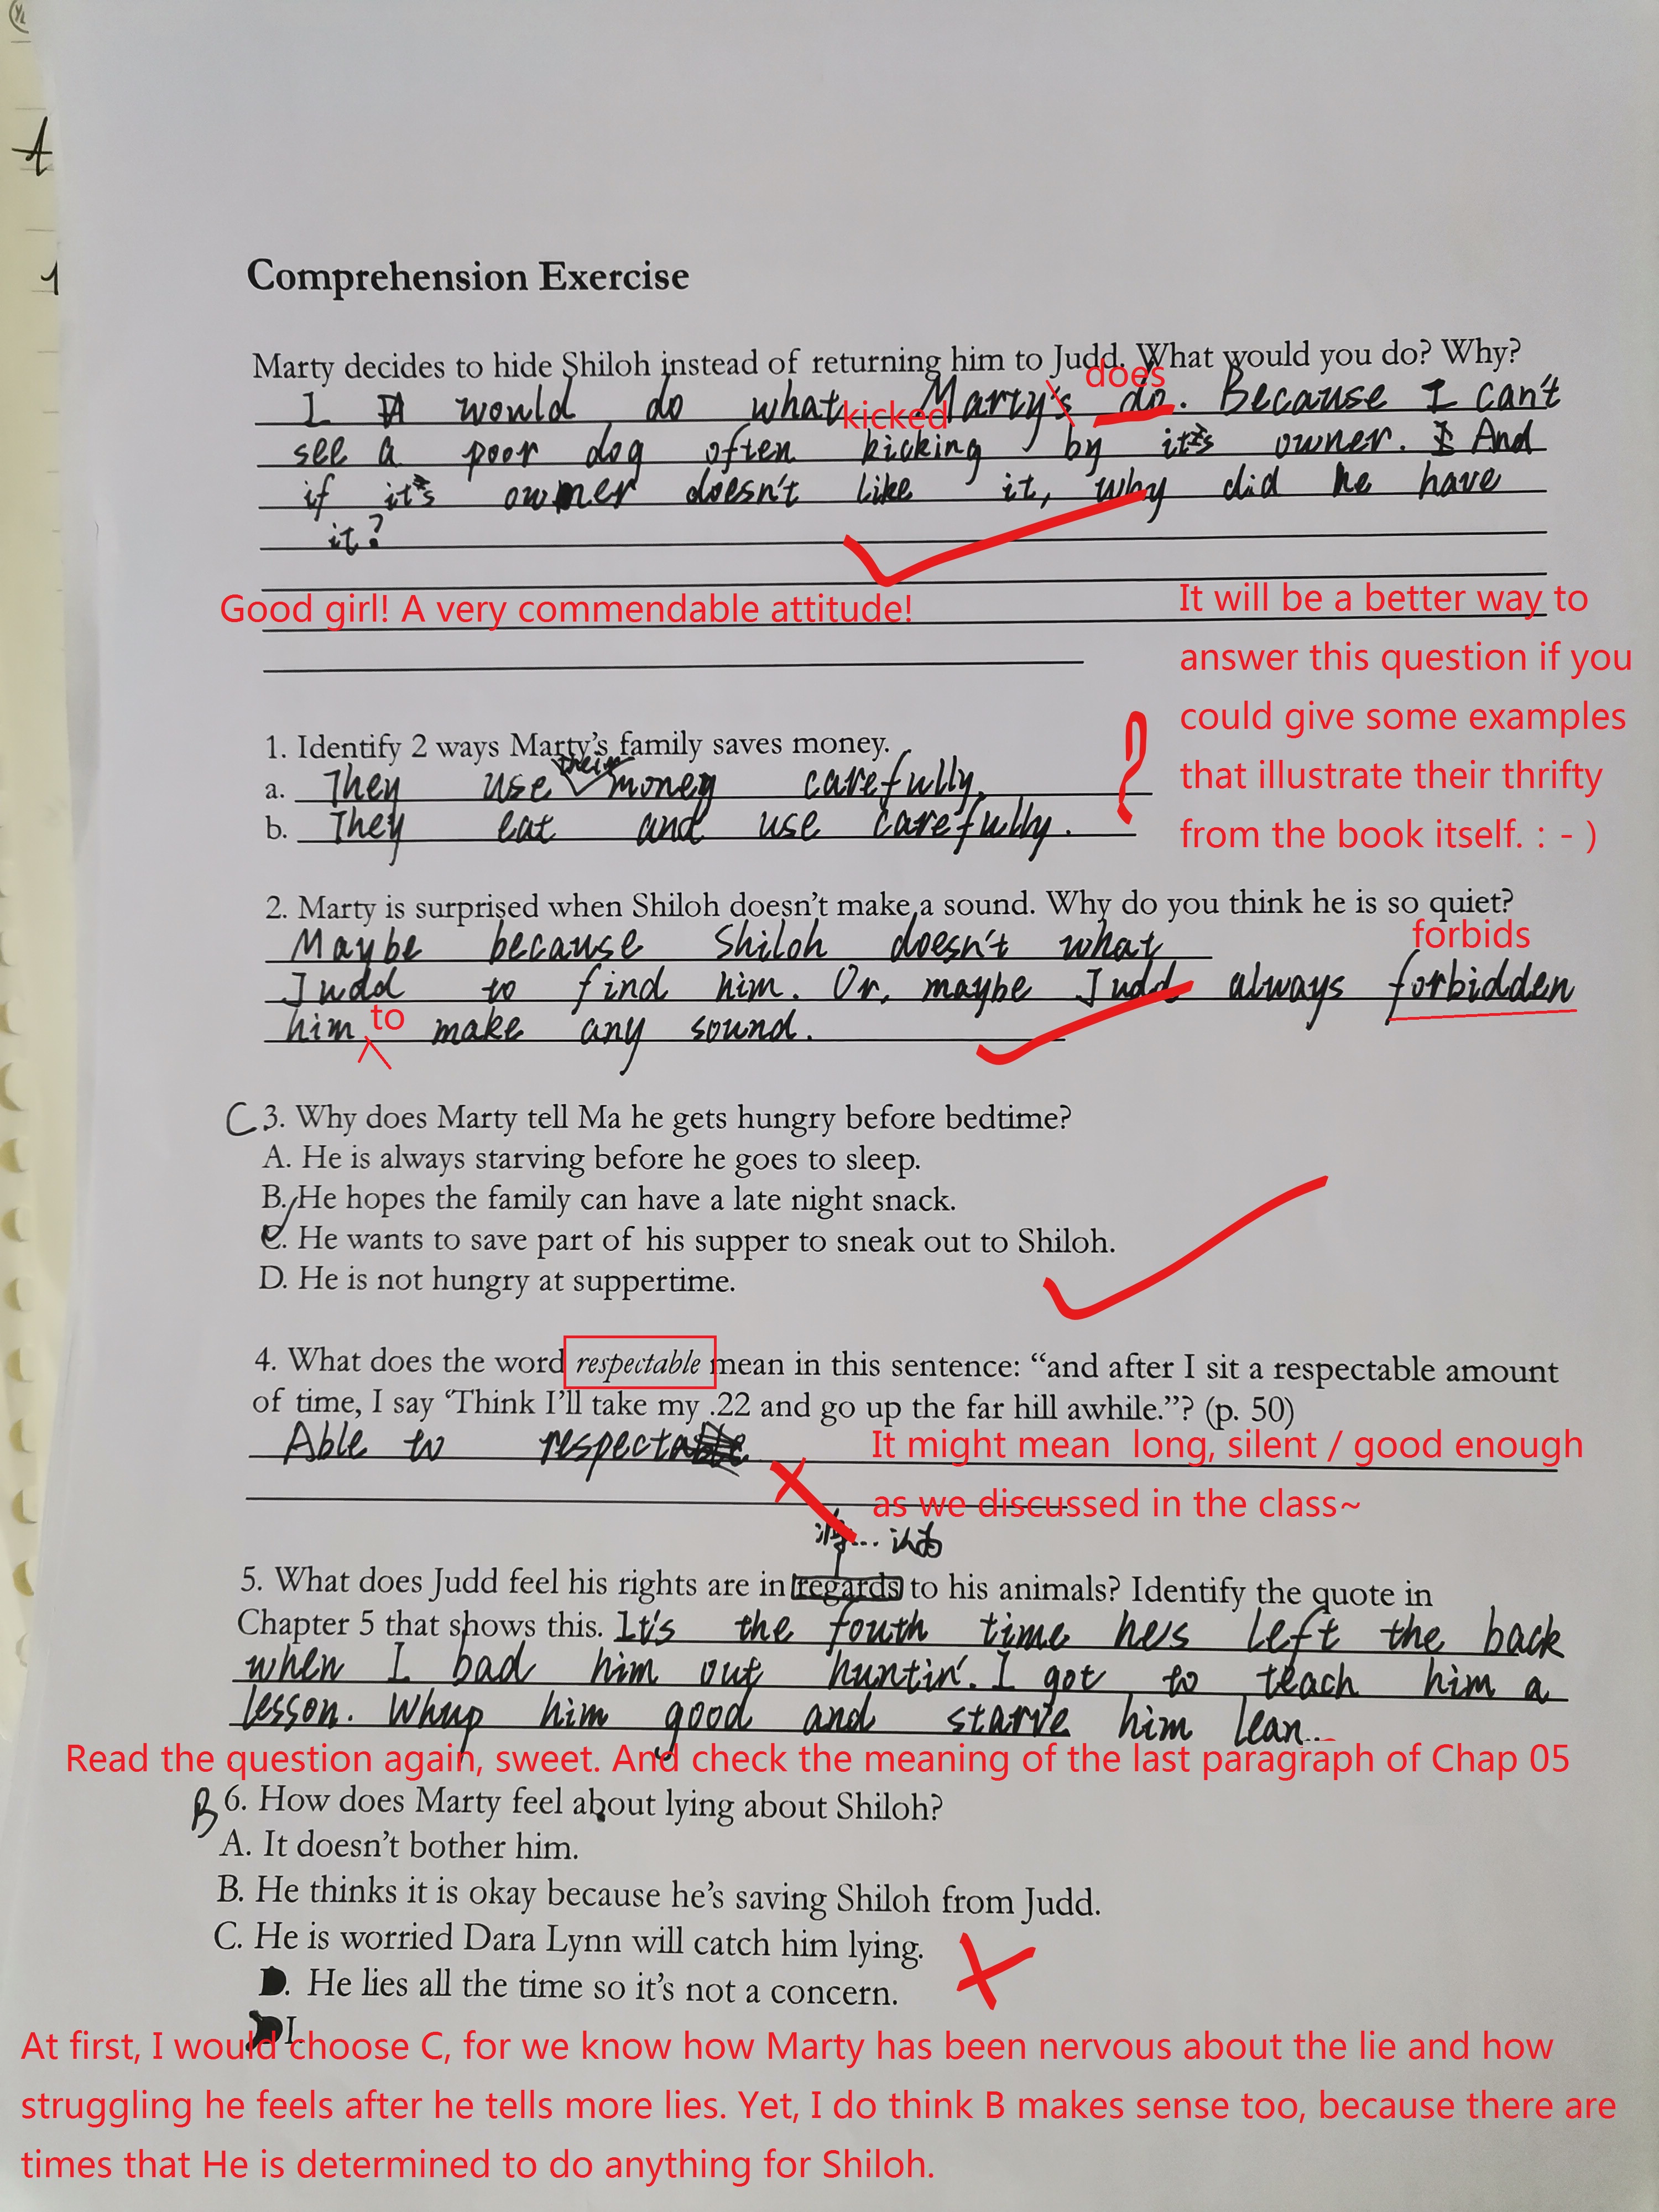 Comprehension Exercise
Marty decides to hide Shiloh instead of returning him to Judd. What would you do? Why?
does
I would do what Marty's do. Because I can't
kicked
see a poor dog often kicking by it's owner. And
if it's owner doesn't like it, why did he have
it?
Good girl! A very commendable attitude!
It will be a better way to
answer this question if you
could give some examples
that illustrate their thrifty
from the book itself. : - )
1. Identify 2 ways Marty's family saves money.
their
a. They use money carefully.
b. They eat and use carefully.
2. Marty is surprised when Shiloh doesn't make a sound. Why do you think he is so quiet?
Maybe because Shiloh doesn't what
forbids
Judd to find him. Or, maybe Judd always forbidden
to
him make any sound.
C 3. Why does Marty tell Ma he gets hungry before bedtime?
A. He is always starving before he goes to sleep.
B. He hopes the family can have a late night snack.
C. He wants to save part of his supper to sneak out to Shiloh.
D. He is not hungry at suppertime.
4. What does the word respectable mean in this sentence: "and after I sit a respectable amount
of time, I say 'Think I'll take my .22 and go up the far hill awhile."? (p. 50)
Able to respect
It might mean long, silent / good enough
as we discussed in the class~
将...认为
5. What does Judd feel his rights are in regards to his animals? Identify the quote in
Chapter 5 that shows this. It's the fouth time he's left the back
when I bad him out huntin'. I got to teach him a
lesson. Whup him good and starve him lean...
Read the question again, sweet. And check the meaning of the last paragraph of Chap 05
B 6. How does Marty feel about lying about Shiloh?
A. It doesn't bother him.
B. He thinks it is okay because he's saving Shiloh from Judd.
C. He is worried Dara Lynn will catch him lying.
D. He lies all the time so it's not a concern.
At first, I would choose C, for we know how Marty has been nervous about the lie and how
struggling he feels after he tells more lies. Yet, I do think B makes sense too, because there are
times that He is determined to do anything for Shiloh.